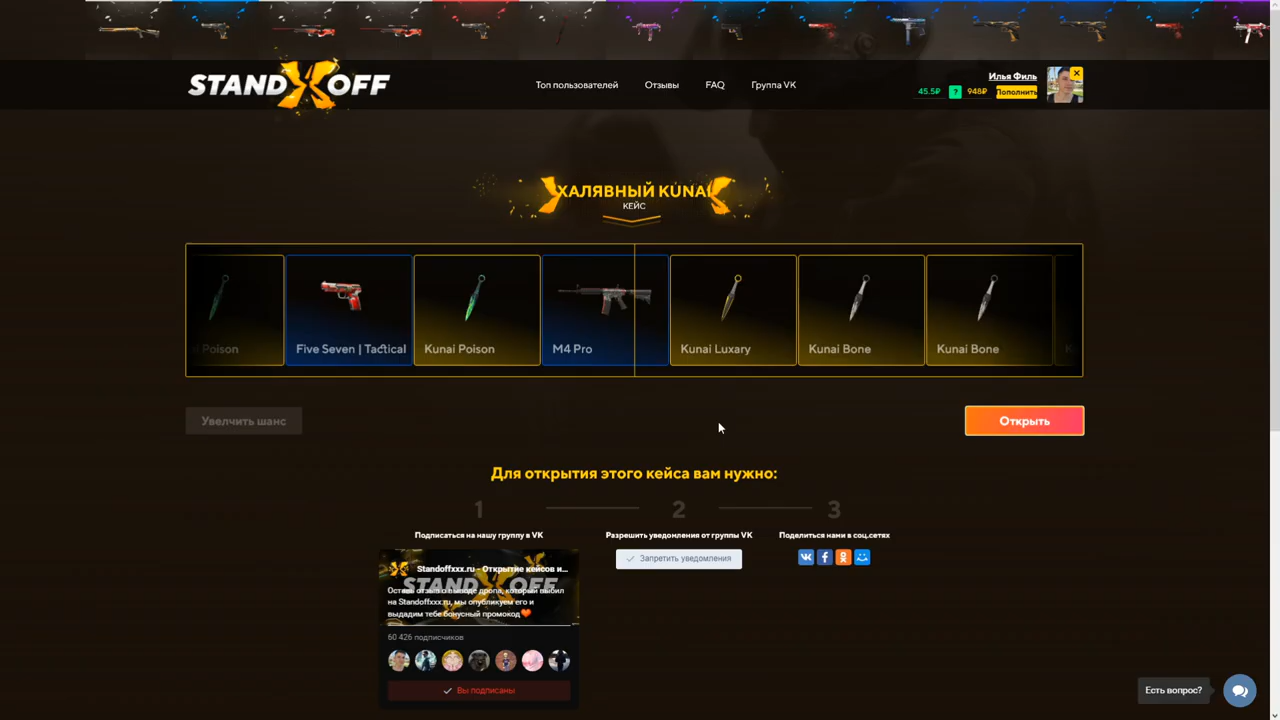 STANDXOFF
Топ пользователей
Отзывы
FAQ
Группа VK
Илья Филь
45.5₽
?
948₽
Пополнить
ХАЛЯВНЫЙ KUNAI
КЕЙС
Poison
Five Seven | Tactical
Kunai Poison
M4 Pro
Kunai Luxary
Kunai Bone
Kunai Bone
Увелчить шанс
Открыть
Для открытия этого кейса вам нужно:
1
2
3
Подписаться на нашу группу в VK
Разрешить уведомления от группы VK
Поделиться нами в соц.сетях
Запретить уведомления
Standoffxxx.ru - Открытие кейсов и...
STANDXOFF
Оставь отзыв о выводе дропа, который выбил
на Standoffxxx.ru, мы опубликуем его и
выдадим тебе бонусный промокод
60 426 подписчиков
Вы подписаны
Есть вопрос?